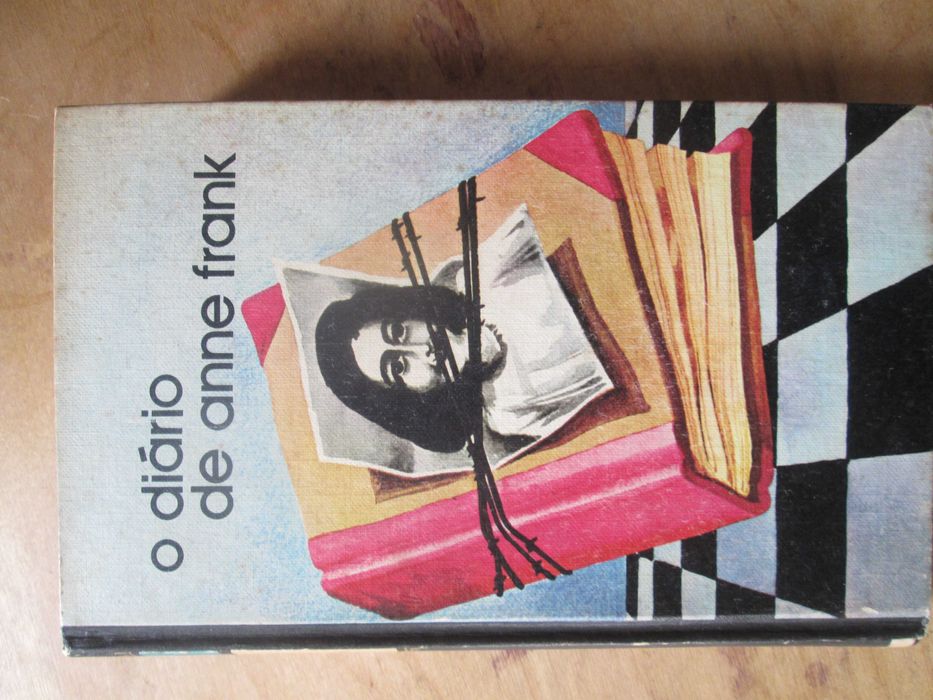 o diário
de anne frank